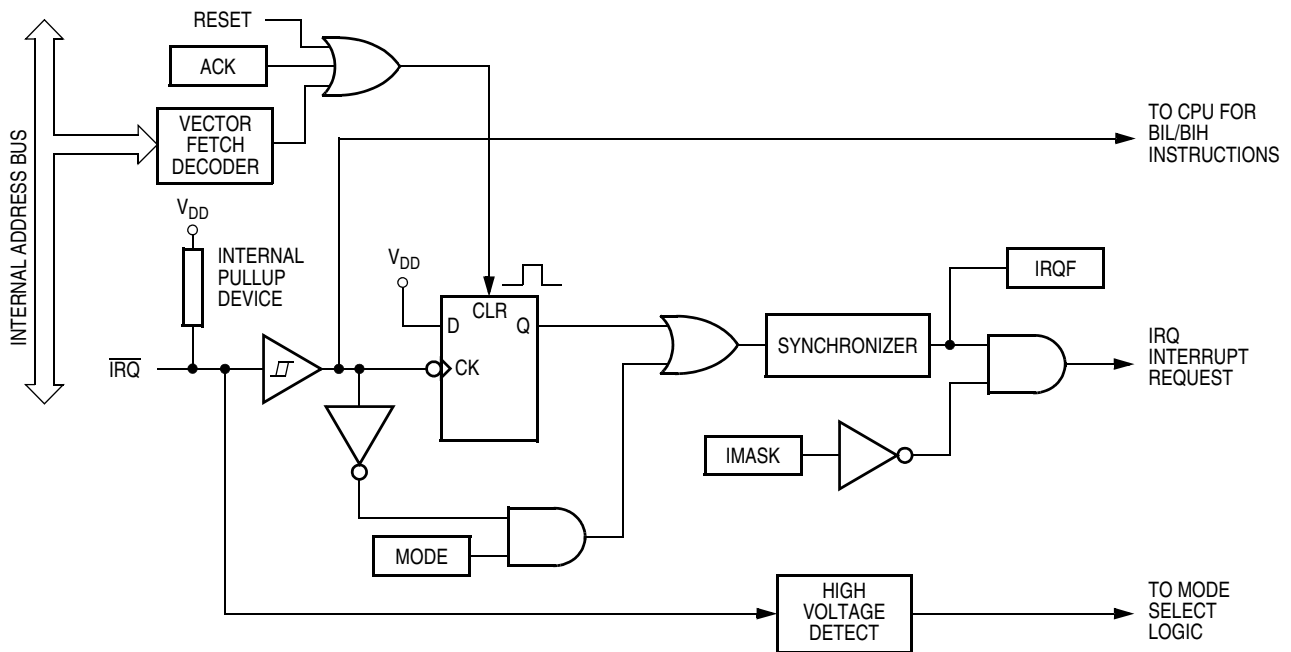 RESET
ACK
VECTOR
FETCH
DECODER
INTERNAL ADDRESS BUS
TO CPU FOR
BIL/BIH
INSTRUCTIONS
VDD
INTERNAL
PULLUP
DEVICE
VDD
CLR
D
Q
CK
IRQF
SYNCHRONIZER
IRQ
IRQ
INTERRUPT
REQUEST
IMASK
MODE
HIGH
VOLTAGE
DETECT
TO MODE
SELECT
LOGIC